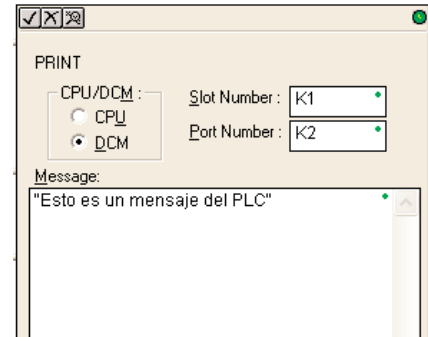 PRINT
CPU/DCM :
CPU
DCM
Slot Number : K1
Port Number : K2
Message:
"Esto es un mensaje del PLC"